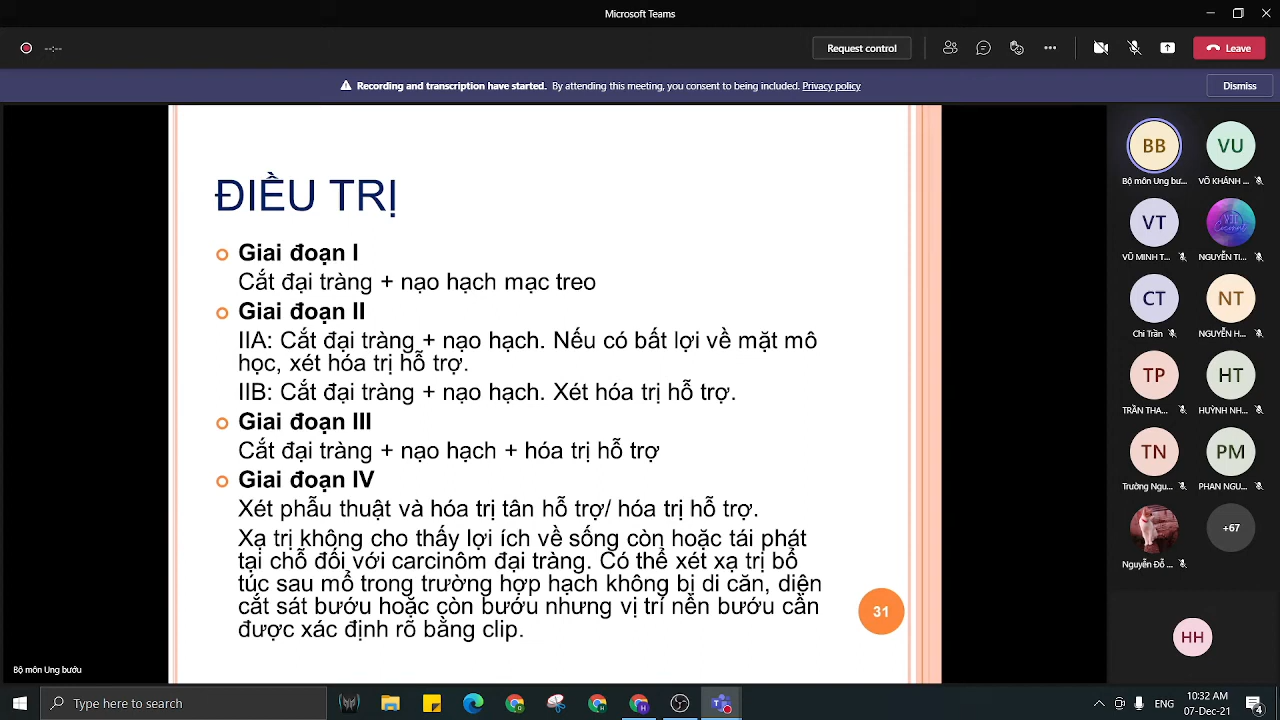 Microsoft Teams
--:--
Request control
Leave
Recording and transcription have started. By attending this meeting, you consent to being included. Privacy policy
Dismiss
ĐIỀU TRỊ
Giai đoạn I
Cắt đại tràng + nạo hạch mạc treo
Giai đoạn II
IIA: Cắt đại tràng + nạo hạch. Nếu có bất lợi về mặt mô
học, xét hóa trị hỗ trợ.
IIB: Cắt đại tràng + nạo hạch. Xét hóa trị hỗ trợ.
Giai đoạn III
Cắt đại tràng + nạo hạch + hóa trị hỗ trợ
Giai đoạn IV
Xét phẫu thuật và hóa trị tân hỗ trợ/ hóa trị hỗ trợ.
Xạ trị không cho thấy lợi ích về sống còn hoặc tái phát
tại chỗ đối với carcinôm đại tràng. Có thể xét xạ trị bổ
túc sau mổ trong trường hợp hạch không bị di căn, diện
cắt sát bướu hoặc còn bướu nhưng vị trí nền bướu cần
được xác định rõ bằng clip.
31
Bộ môn Ung bướu
BB
VU
Bộ môn Ung bư...
VÕ KHÁNH ...
VT
VŨ MINH T...
NGUYỄN T...
CT
NT
Chi Tôn
NGUYỄN H...
TP
HT
TRẦN THA...
HUỲNH N...
TN
PM
Trường Ngu...
PHAN NGU...
+67
Nguyễn Đỗ ...
HH
Type here to search
ENG
10:32 AM
07-Dec-21